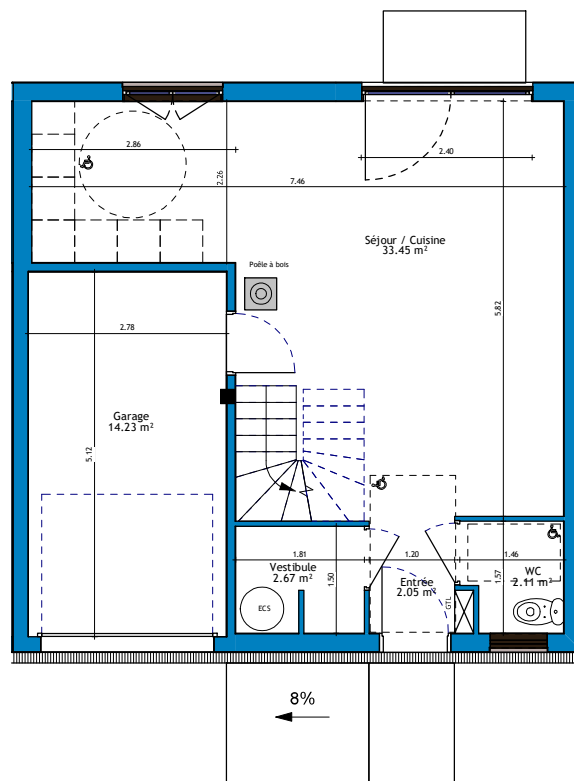 2.86
2.40
2.26
7.46
Séjour / Cuisine
33.45 m²
Poêle à bois
5.82
2.78
Garage
14.23 m²
5.12
1.81
1.20
1.46
Vestibule
2.67 m²
1.50
Entrée
2.05 m²
1.57
WC
2.11 m²
ECS
GTL
8%